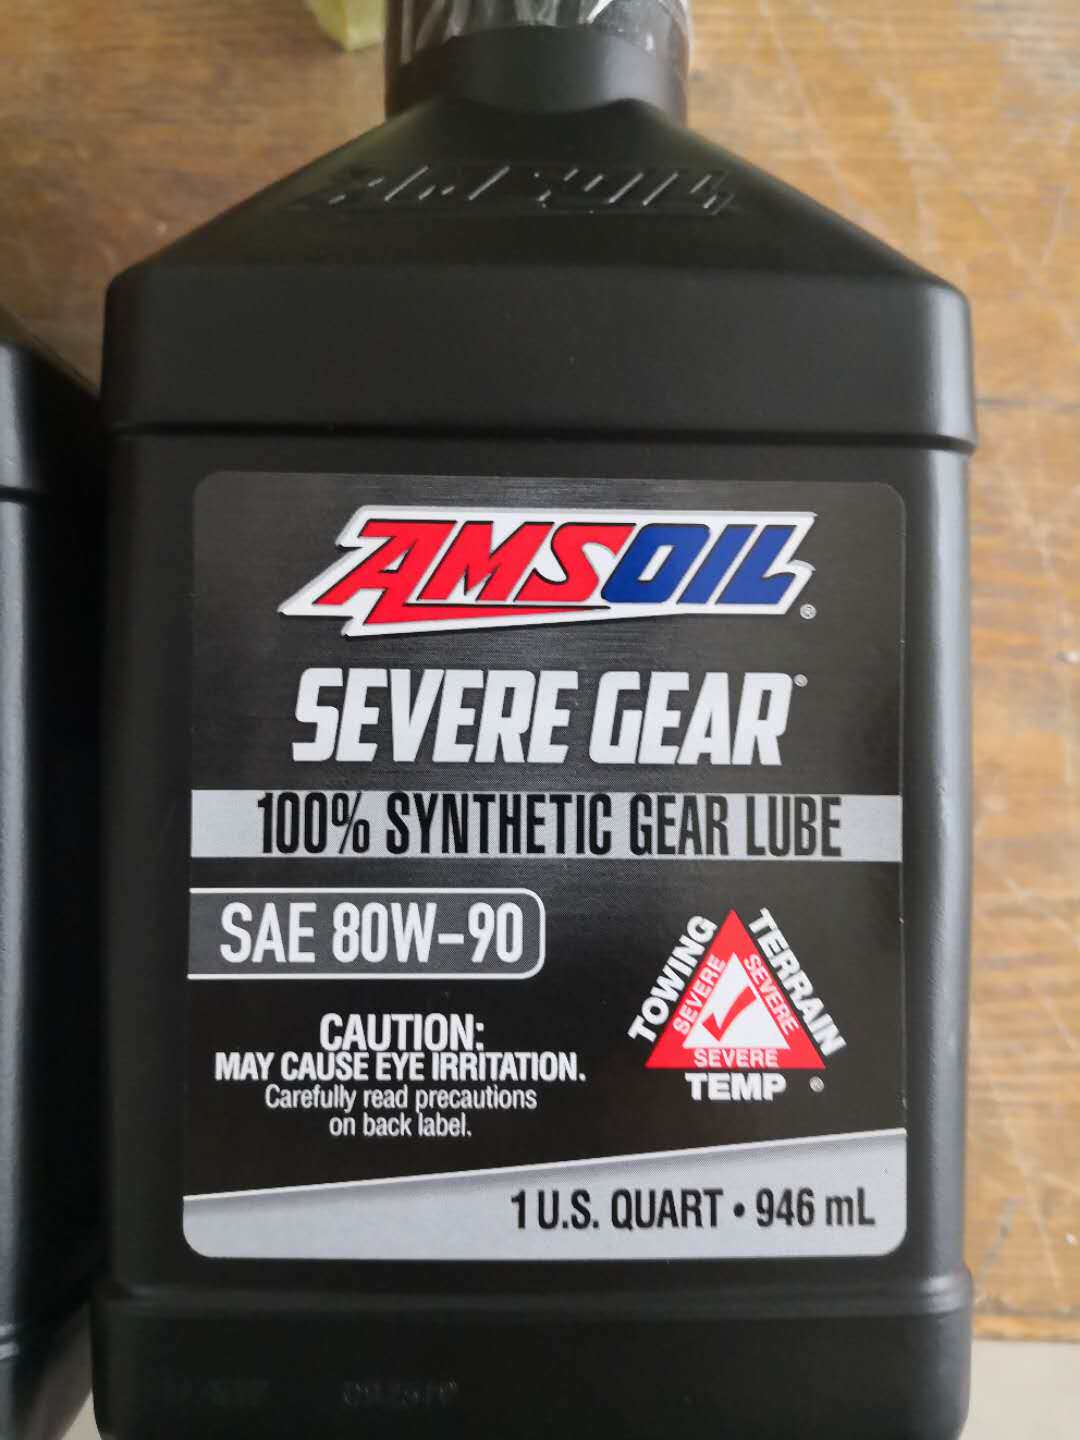 AMSOIL
AMSOIL®
SEVERE GEAR®
100% SYNTHETIC GEAR LUBE
SAE 80W-90
TOWING TERRAIN
SEVERE SEVERE
SEVERE
TEMP ®
CAUTION:
MAY CAUSE EYE IRRITATION.
Carefully read precautions
on back label.
1 U.S. QUART • 946 mL